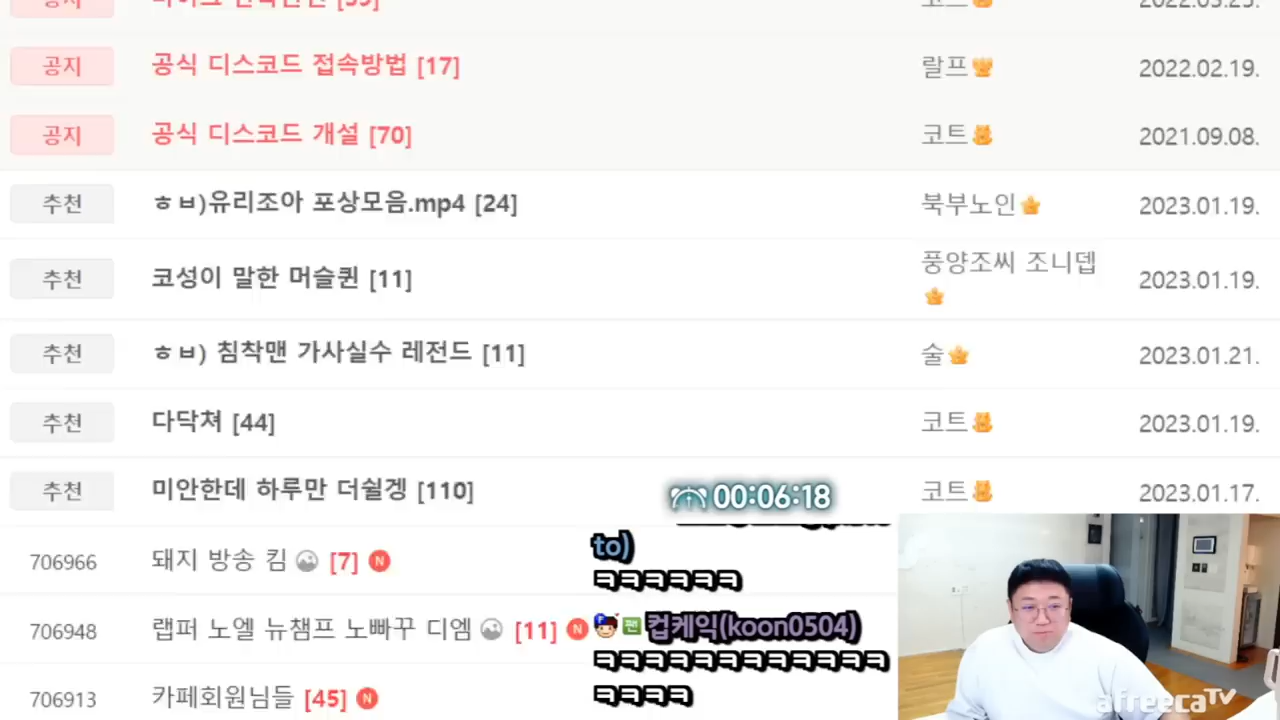 공지 공식 디스코드 접속방법 [17] 랄프 2022.02.19.
공지 공식 디스코드 개설 [70] 코트 2021.09.08.
추천 ㅎㅂ)유리조아 포상모음.mp4 [24] 북부노인 2023.01.19.
추천 코성이 말한 머슬퀸 [11] 풍양조씨 조니뎁 2023.01.19.
추천 ㅎㅂ) 침착맨 가사실수 레전드 [11] 술 2023.01.21.
추천 다닥쳐 [44] 코트 2023.01.19.
추천 미안한데 하루만 더쉴겡 [110] 코트 2023.01.17.
00:06:18
706966 돼지 방송 킴 [7] N
706948 랩퍼 노엘 뉴챔프 노빠꾸 디엠 [11] N
706913 카페회원님들 [45] N
to)
ㅋㅋㅋㅋㅋㅋ
팬 컵케익(koon0504)
ㅋㅋㅋㅋㅋㅋㅋㅋㅋㅋㅋㅋ
ㅋㅋㅋㅋ
afreecaTV